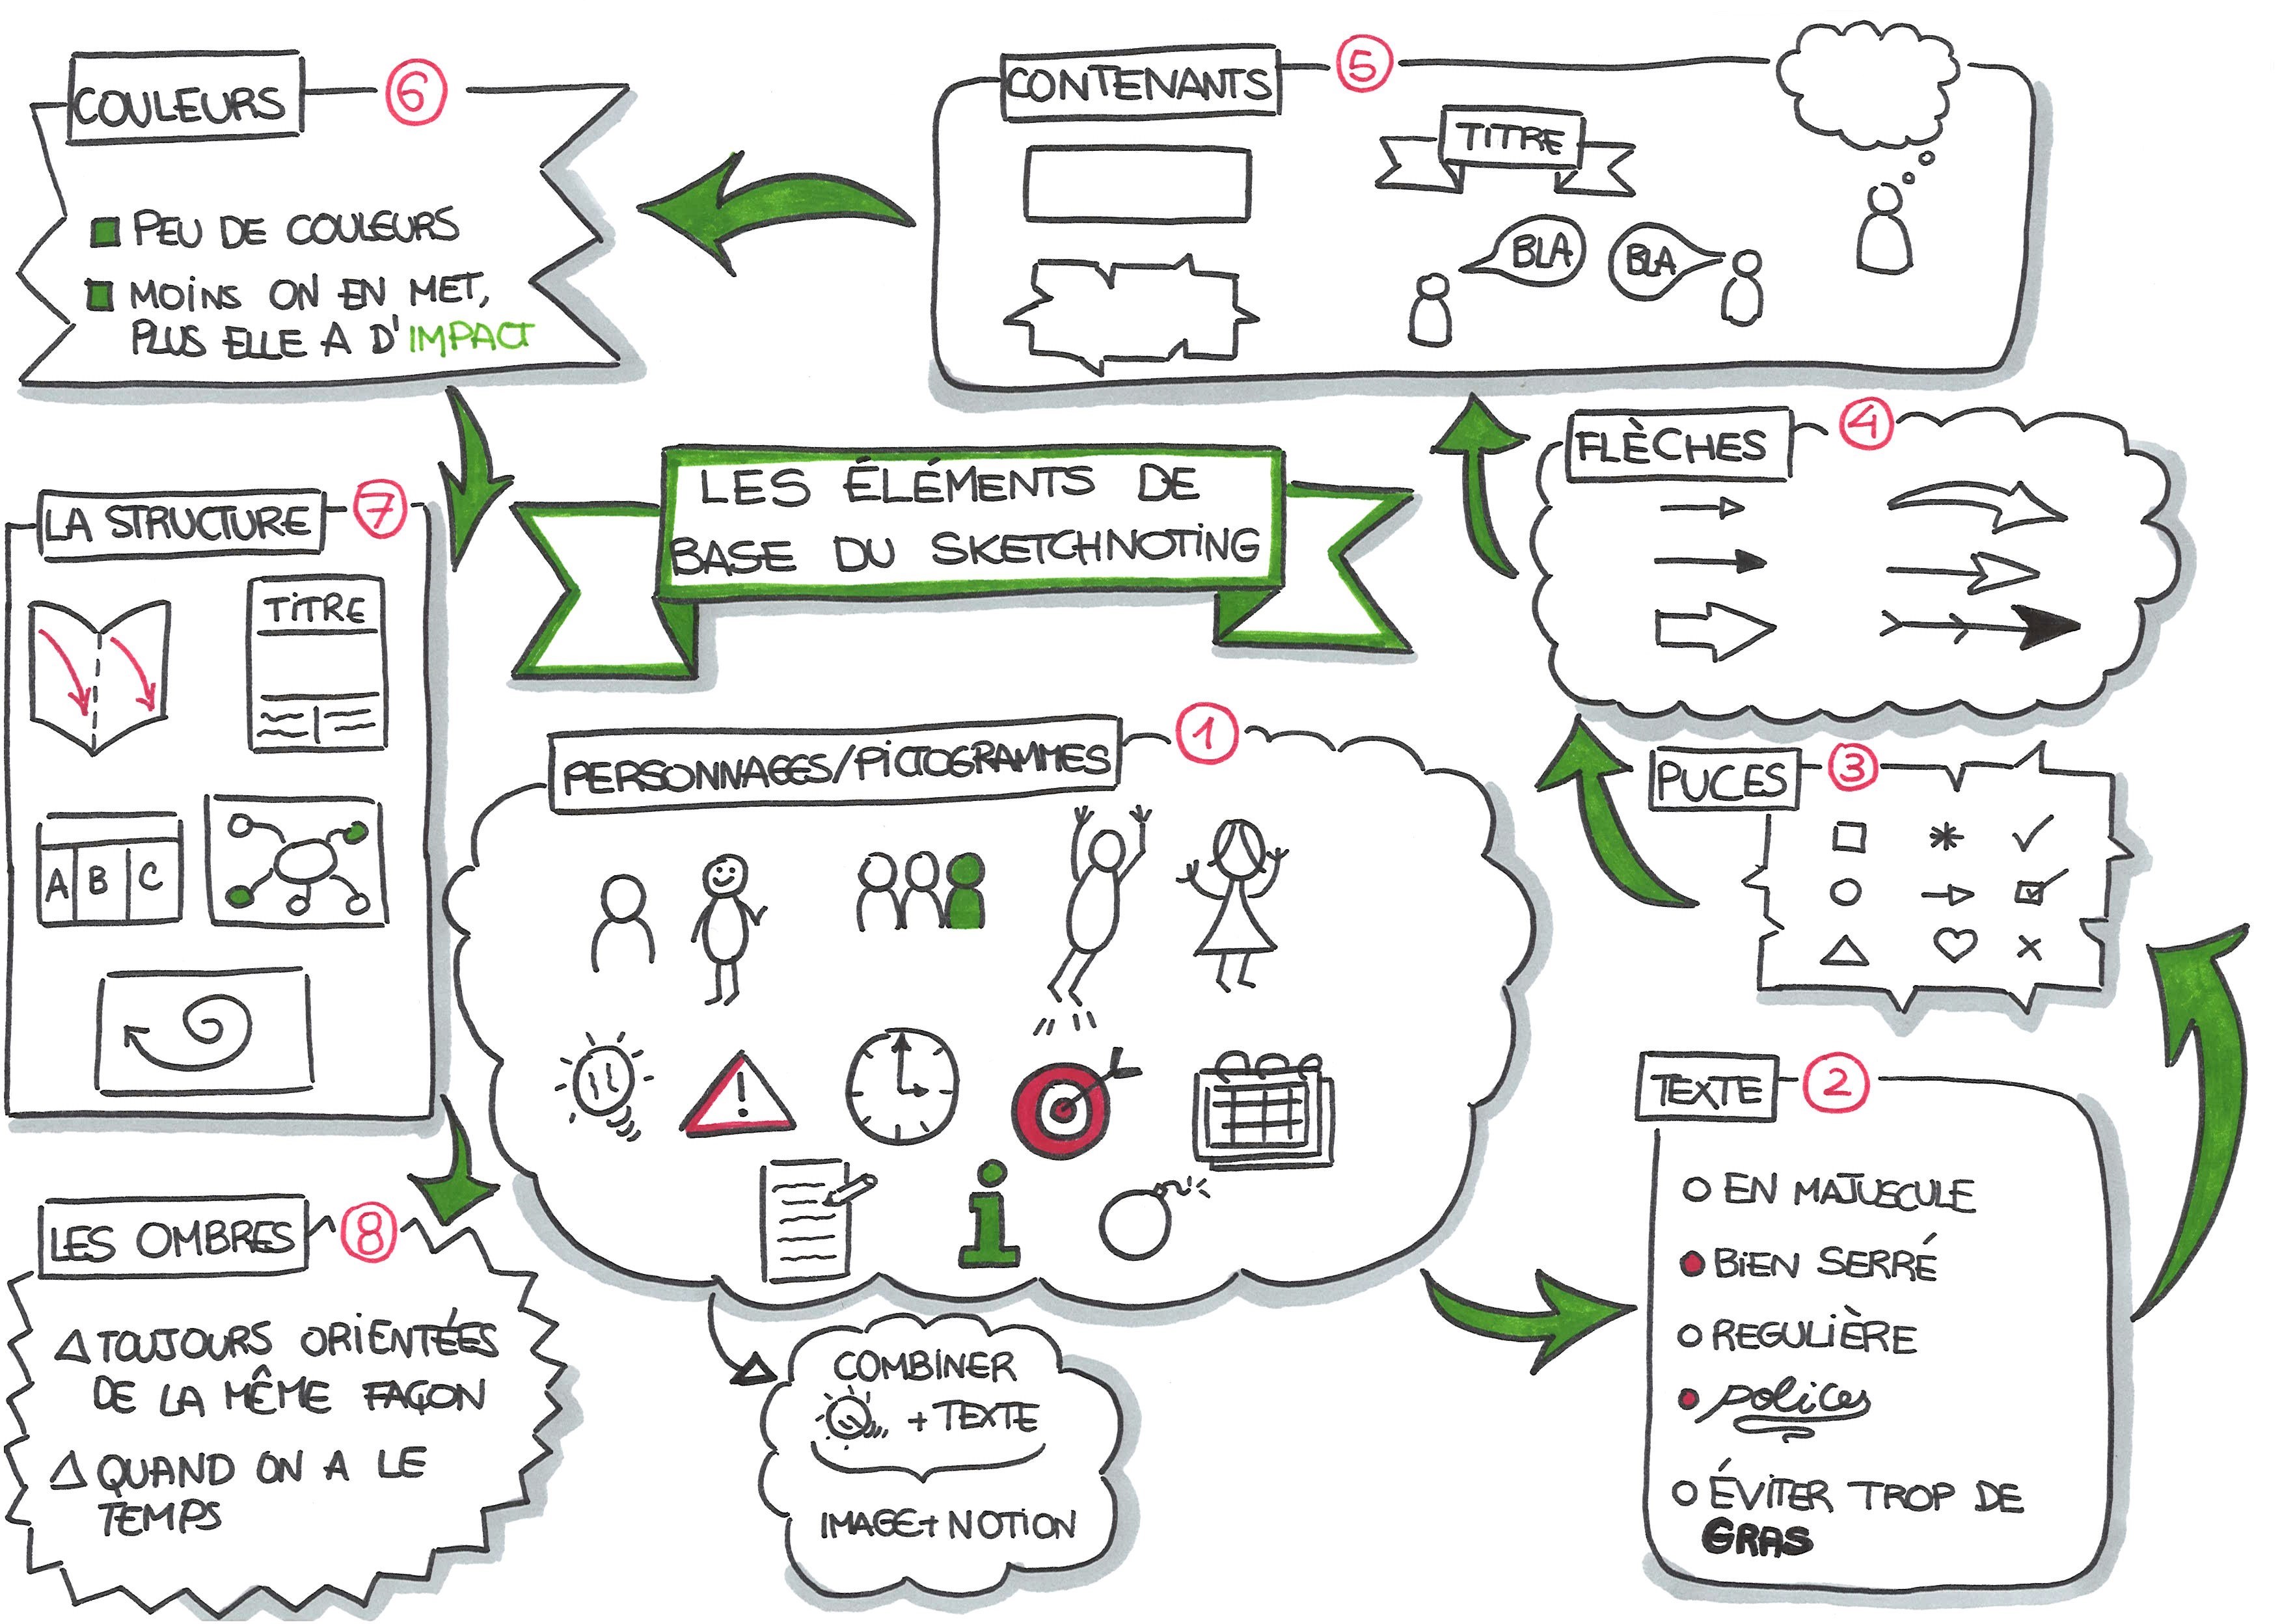 LES ÉLÉMENTS DE
BASE DU SKETCHNOTING
PERSONNAGES/PICTOGRAMMES
1
!
i
COMBINER
+ TEXTE
IMAGE + NOTION
TEXTE
2
EN MAJUSCULE
BIEN SERRÉ
REGULIÈRE
polices
ÉVITER TROP DE
GRAS
PUCES
3
FLÈCHES
4
CONTENANTS
5
TITRE
BLA
BLA
COULEURS
6
PEU DE COULEURS
MOINS ON EN MET,
PLUS ELLE A D'IMPACT
LA STRUCTURE
7
TITRE
A B C
LES OMBRES
8
TOUJOURS ORIENTÉES
DE LA MÊME FAÇON
QUAND ON A LE
TEMPS